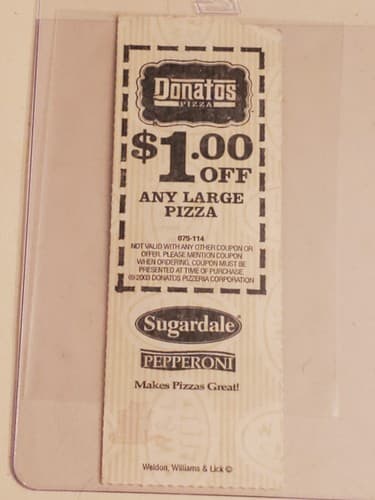 Donatos
PIZZA
$1.00
OFF
ANY LARGE
PIZZA
075-114
NOT VALID WITH ANY OTHER COUPON OR
OFFER. PLEASE MENTION COUPON
WHEN ORDERING. COUPON MUST BE
PRESENTED AT TIME OF PURCHASE.
©2003 DONATOS PIZZERIA CORPORATION
Sugardale
PEPPERONI
Makes Pizzas Great!
Weldon, Williams & Lick ©